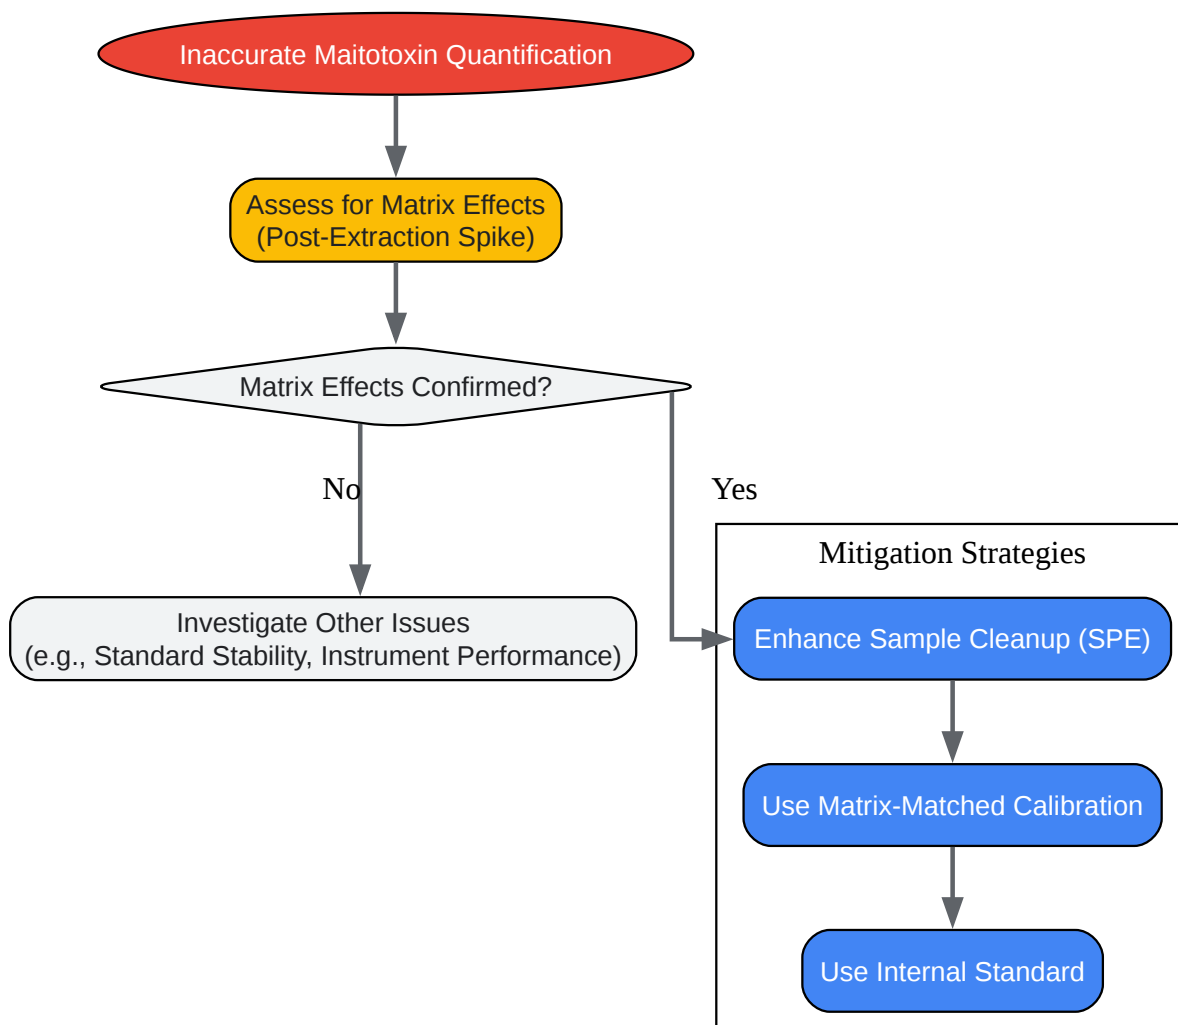 Inaccurate Maitotoxin Quantification
Assess for Matrix Effects
(Post-Extraction Spike)
Matrix Effects Confirmed?
No
Yes
Investigate Other Issues
(e.g., Standard Stability, Instrument Performance)
Mitigation Strategies
Enhance Sample Cleanup (SPE)
Use Matrix-Matched Calibration
Use Internal Standard